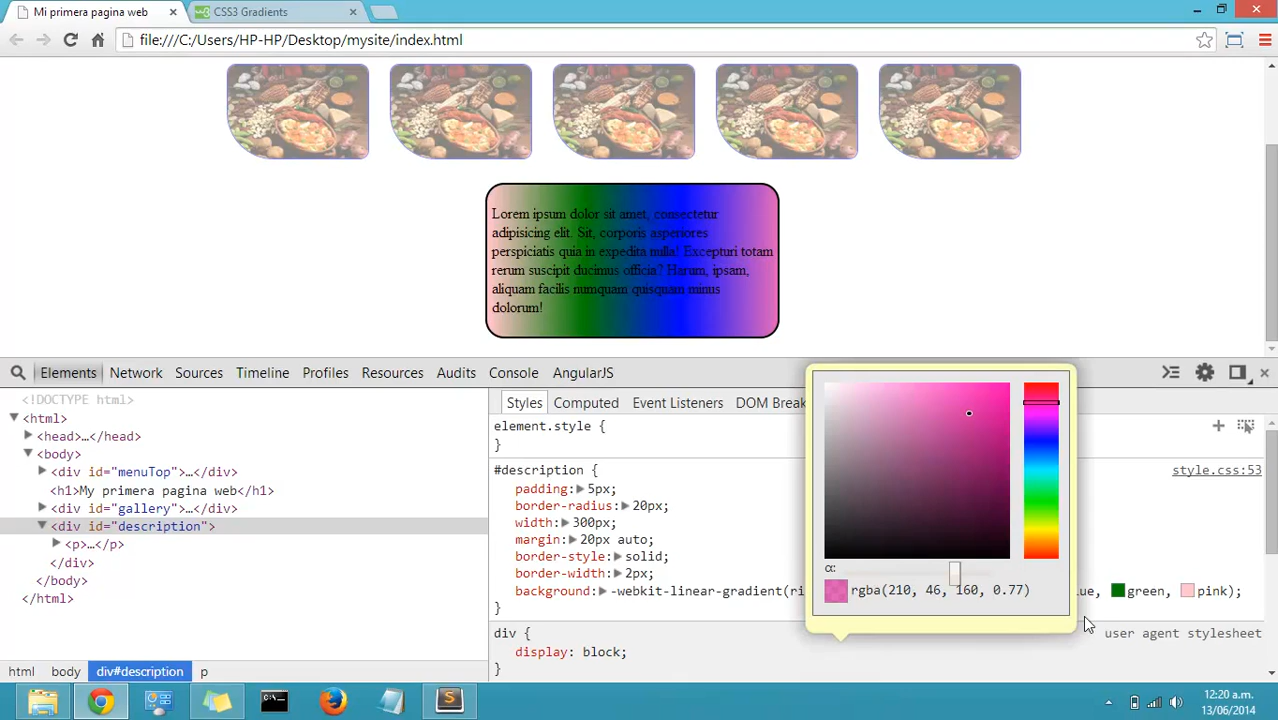 Mi primera pagina web
CSS3 Gradients
file:///C:/Users/HP-HP/Desktop/mysite/index.html
Lorem ipsum dolor sit amet, consectetur
adipisicing elit. Sit, corporis asperiores
perspiciatis quia in expedita nulla! Excepturi totam
rerum suscipit ducimus officia? Harum, ipsam,
aliquam facilis numquam quisquam minus
dolorum!
Elements Network Sources Timeline Profiles Resources Audits Console AngularJS
<!DOCTYPE html>
<html>
<head>…</head>
<body>
<div id="menuTop">…</div>
<h1>My primera pagina web</h1>
<div id="gallery">…</div>
<div id="description">
<p>…</p>
</div>
</body>
</html>
html body div#description p
Styles Computed Event Listeners DOM Break
element.style {
}
#description { style.css:53
padding: 5px;
border-radius: 20px;
width: 300px;
margin: 20px auto;
border-style: solid;
border-width: 2px;
background: -webkit-linear-gradient(ri ue, green, pink);
}
div { user agent stylesheet
display: block;
}
α:
rgba(210, 46, 160, 0.77)
12:20 a.m.
13/06/2014